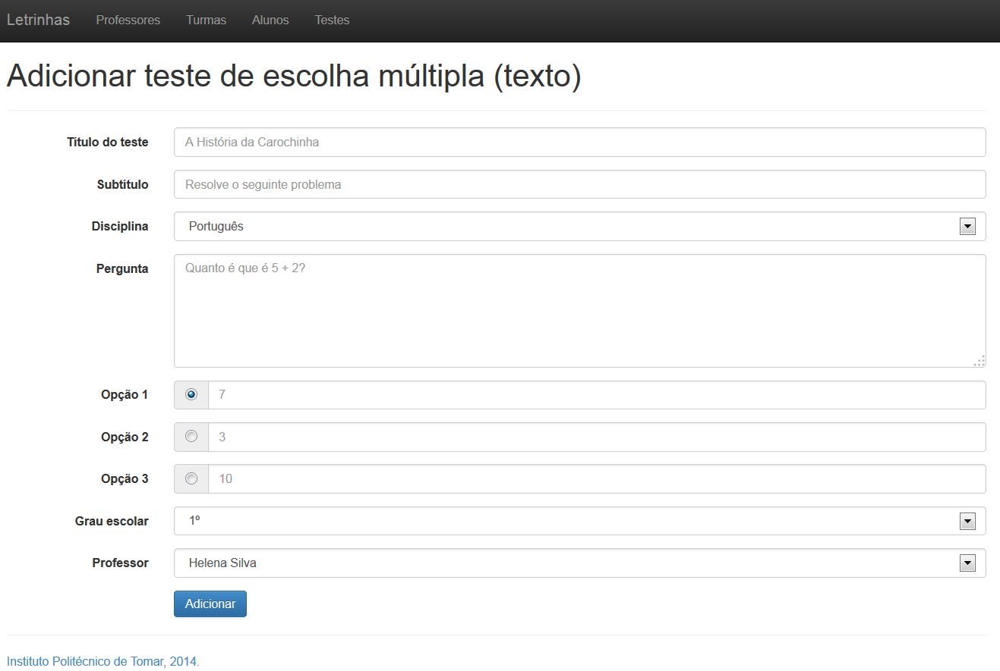 Letrinhas Professores Turmas Alunos Testes
Adicionar teste de escolha múltipla (texto)
Título do teste A História da Carochinha
Subtítulo Resolve o seguinte problema
Disciplina Português
Pergunta Quanto é que é 5 + 2?
Opção 1 7
Opção 2 3
Opção 3 10
Grau escolar 1º
Professor Helena Silva
Adicionar
Instituto Politécnico de Tomar, 2014.